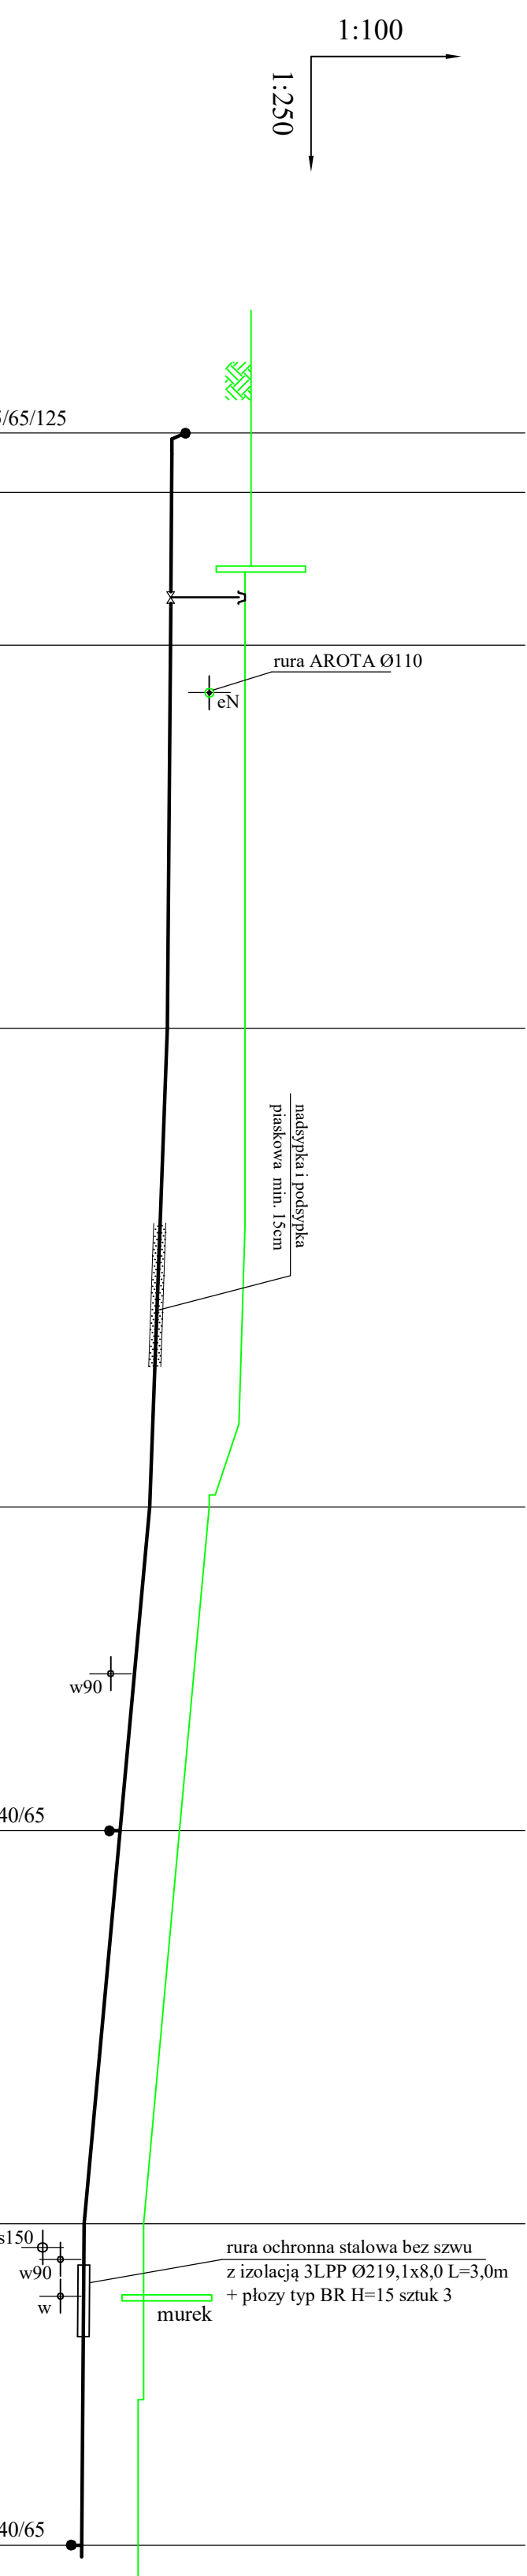 1:100
1:250
/65/125
rura AROTA Ø110
eN
nadsypka i podsypka
piaskowa min. 15cm
w90
40/65
s150
w90
w
rura ochronna stalowa bez szwu
z izolacją 3LPP Ø219,1x8,0 L=3,0m
+ płozy typ BR H=15 sztuk 3
murek
40/65